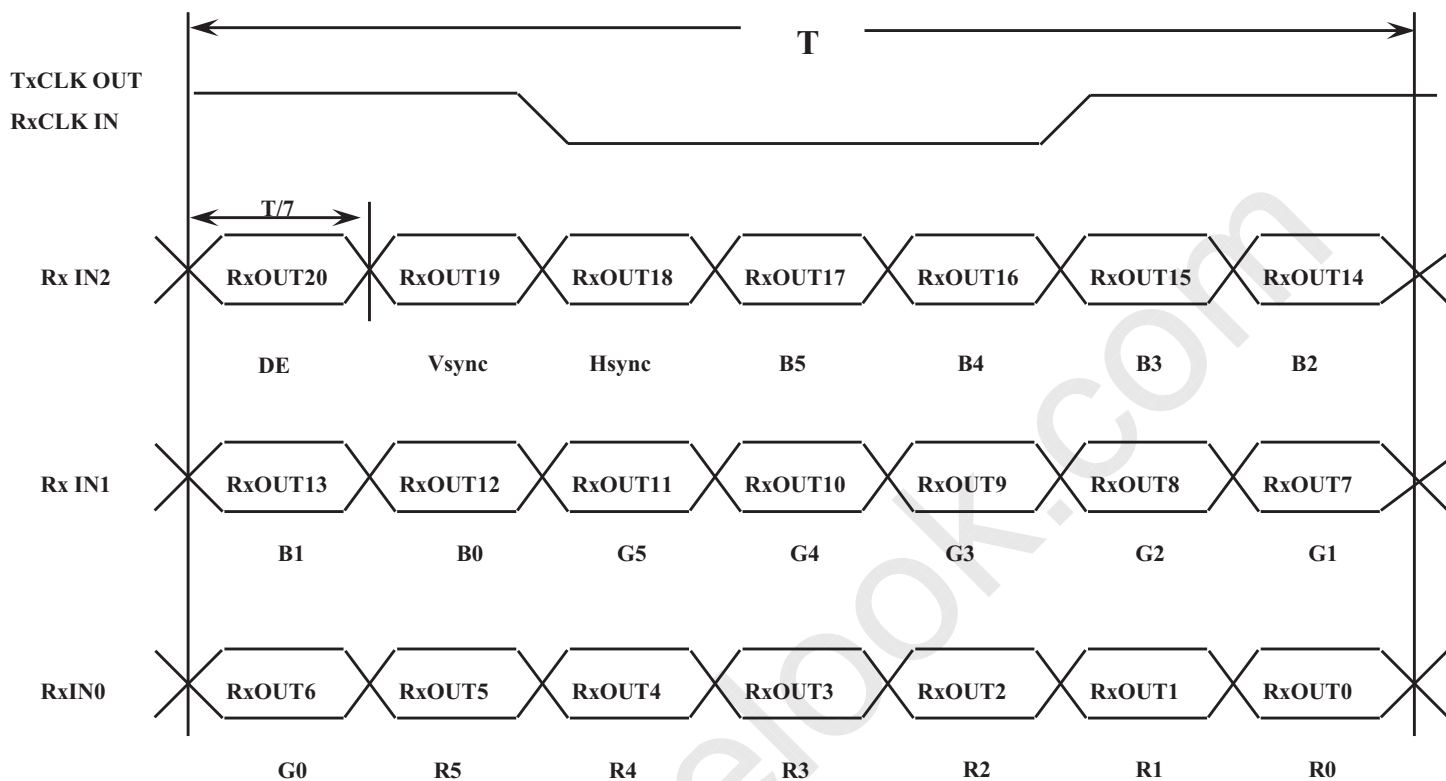 T
TxCLK OUT
RxCLK IN
T/7
Rx IN2 RxOUT20 RxOUT19 RxOUT18 RxOUT17 RxOUT16 RxOUT15 RxOUT14
DE Vsync Hsync B5 B4 B3 B2
Rx IN1 RxOUT13 RxOUT12 RxOUT11 RxOUT10 RxOUT9 RxOUT8 RxOUT7
B1 B0 G5 G4 G3 G2 G1
RxIN0 RxOUT6 RxOUT5 RxOUT4 RxOUT3 RxOUT2 RxOUT1 RxOUT0
G0 R5 R4 R3 R2 R1 R0
elook.com